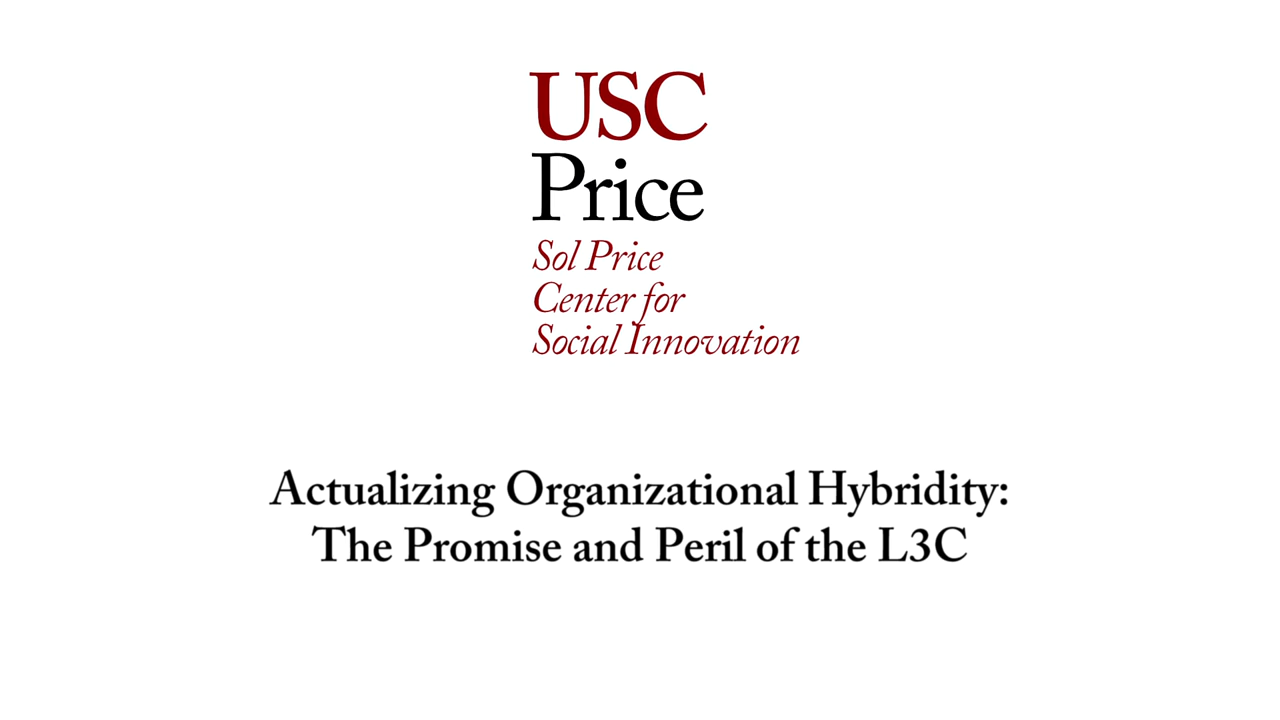 USC
Price
Sol Price
Center for
Social Innovation
Actualizing Organizational Hybridity:
The Promise and Peril of the L3C